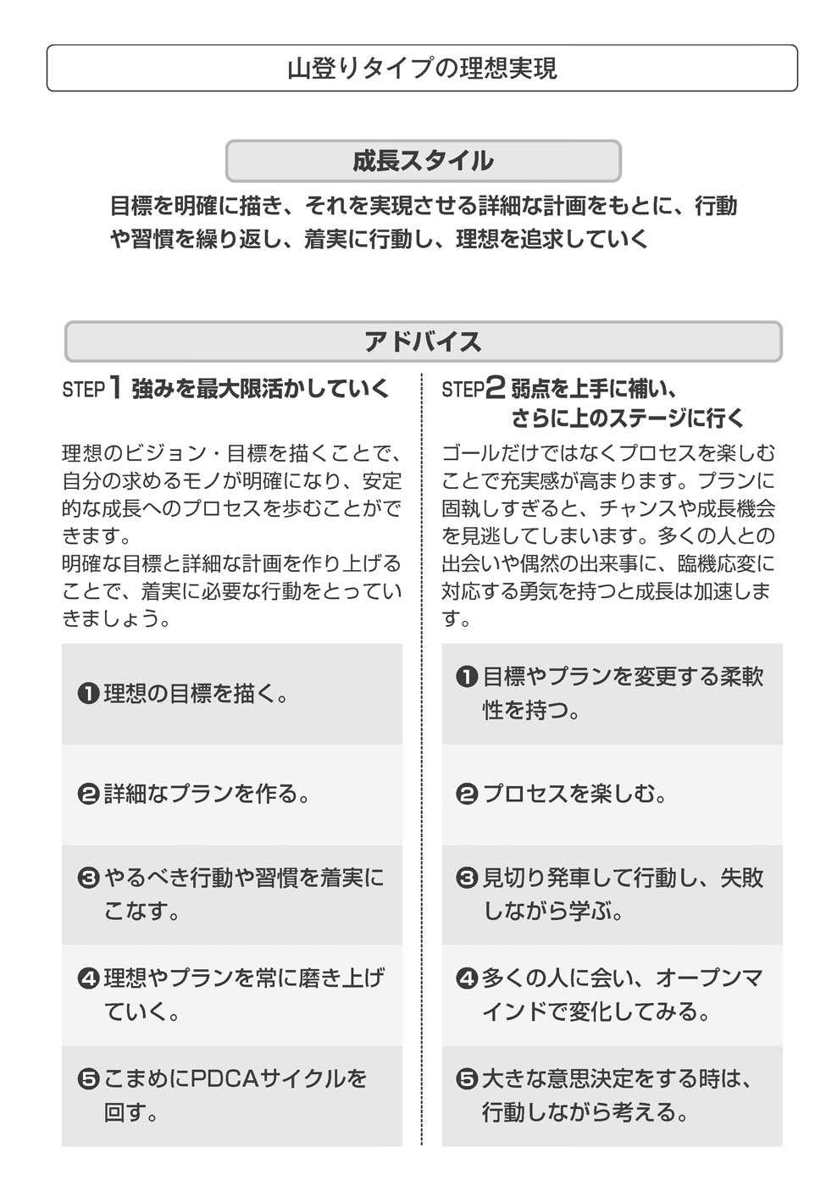 山登りタイプの理想実現
成長スタイル
目標を明確に描き、それを実現させる詳細な計画をもとに、行動
や習慣を繰り返し、着実に行動し、理想を追求していく
アドバイス
STEP1 強みを最大限活かしていく
理想のビジョン・目標を描くことで、
自分の求めるモノが明確になり、安定
的な成長へのプロセスを歩むことがで
きます。
明確な目標と詳細な計画を作り上げる
ことで、着実に必要な行動をとってい
きましょう。
❶理想の目標を描く。
❷詳細なプランを作る。
❸やるべき行動や習慣を着実に
こなす。
❹理想やプランを常に磨き上げ
ていく。
❺こまめにPDCAサイクルを
回す。
STEP2 弱点を上手に補い、
さらに上のステージに行く
ゴールだけではなくプロセスを楽しむ
ことで充実感が高まります。プランに
固執しすぎると、チャンスや成長機会
を見逃してしまいます。多くの人との
出会いや偶然の出来事に、臨機応変に
対応する勇気を持つと成長は加速しま
す。
❶目標やプランを変更する柔軟
性を持つ。
❷プロセスを楽しむ。
❸見切り発車して行動し、失敗
しながら学ぶ。
❹多くの人に会い、オープンマ
インドで変化してみる。
❺大きな意思決定をする時は、
行動しながら考える。